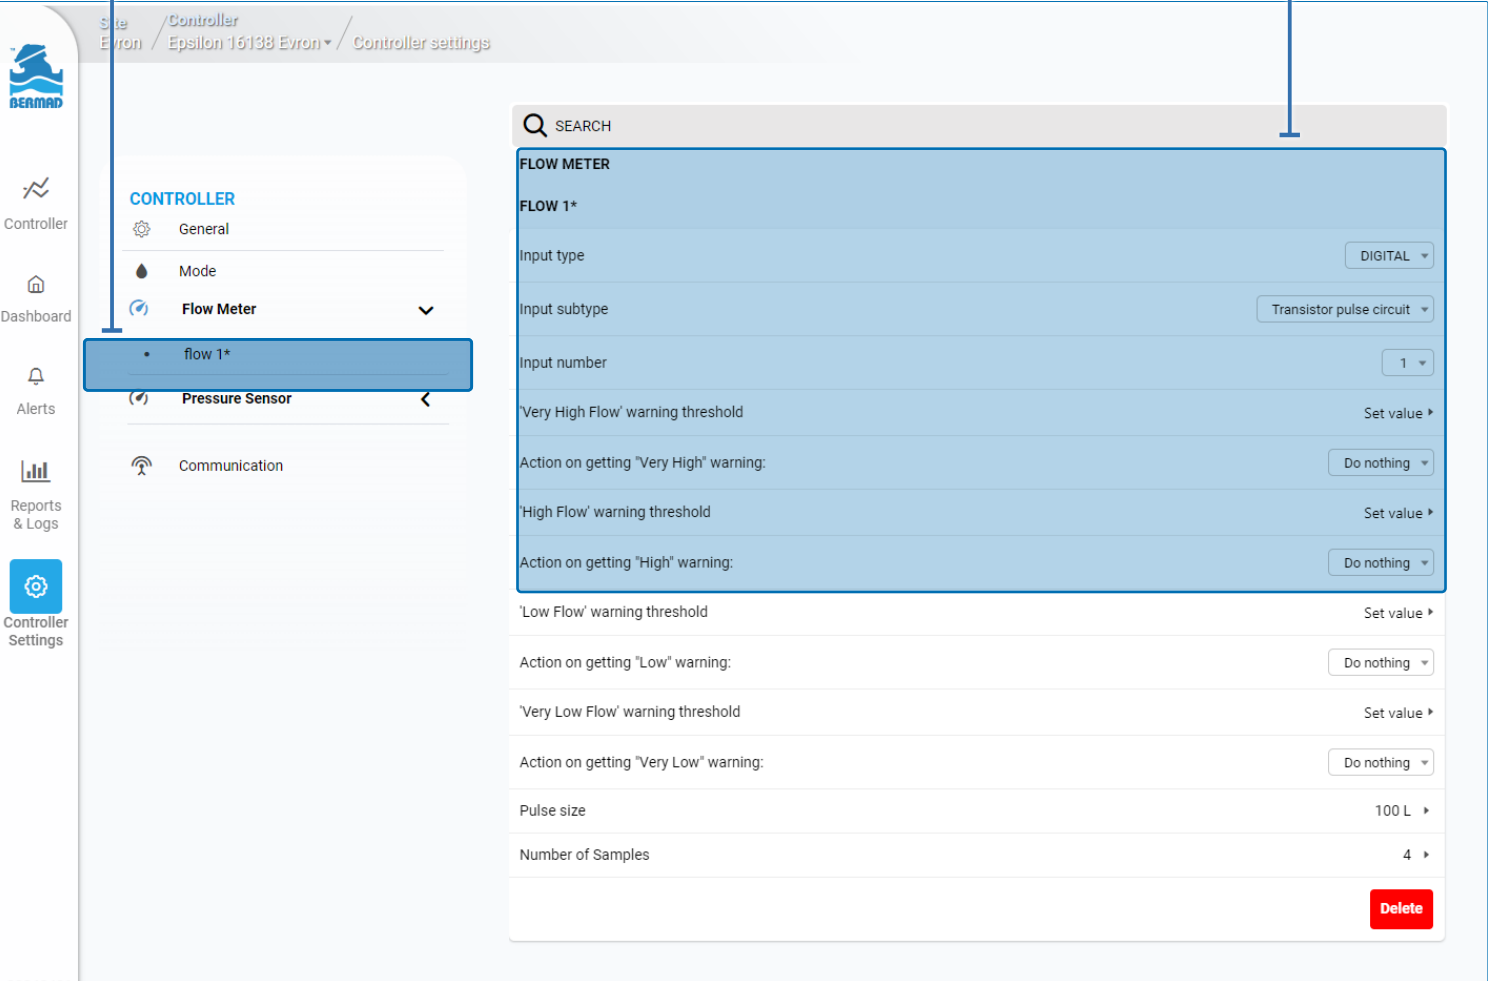 Site
Evron
Controller
Epsilon 16138 Evron
Controller settings
™
BERMAD
Controller
Dashboard
Alerts
Reports
& Logs
Controller
Settings
CONTROLLER
General
Mode
Flow Meter
flow 1*
Pressure Sensor
Communication
SEARCH
FLOW METER
FLOW 1*
Input type DIGITAL
Input subtype Transistor pulse circuit
Input number 1
'Very High Flow' warning threshold Set value
Action on getting "Very High" warning: Do nothing
'High Flow' warning threshold Set value
Action on getting "High" warning: Do nothing
'Low Flow' warning threshold Set value
Action on getting "Low" warning: Do nothing
'Very Low Flow' warning threshold Set value
Action on getting "Very Low" warning: Do nothing
Pulse size 100 L
Number of Samples 4
Delete